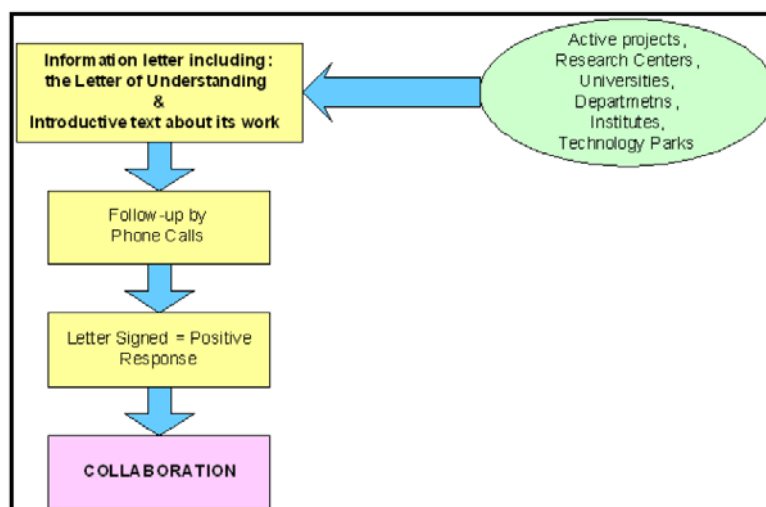 Information letter including:
the Letter of Understanding
&
Introductive text about its work
Active projects,
Research Centers,
Universities,
Departmetns,
Institutes,
Technology Parks
Follow-up by
Phone Calls
Letter Signed = Positive
Response
COLLABORATION